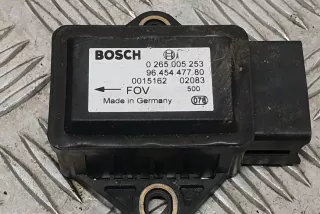 BOSCH
0 265 005 253
96.454 477.80
0015162 02083
← FOV 500
Made in Germany 076